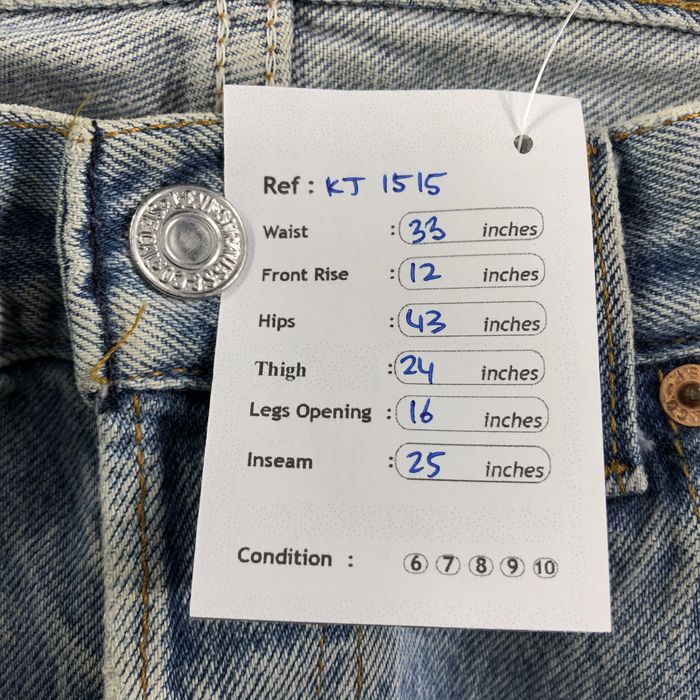 Ref : KJ 1515
Waist : 33 inches
Front Rise : 12 inches
Hips : 43 inches
Thigh : 24 inches
Legs Opening : 16 inches
Inseam : 25 inches
Condition : 6 7 8 9 10